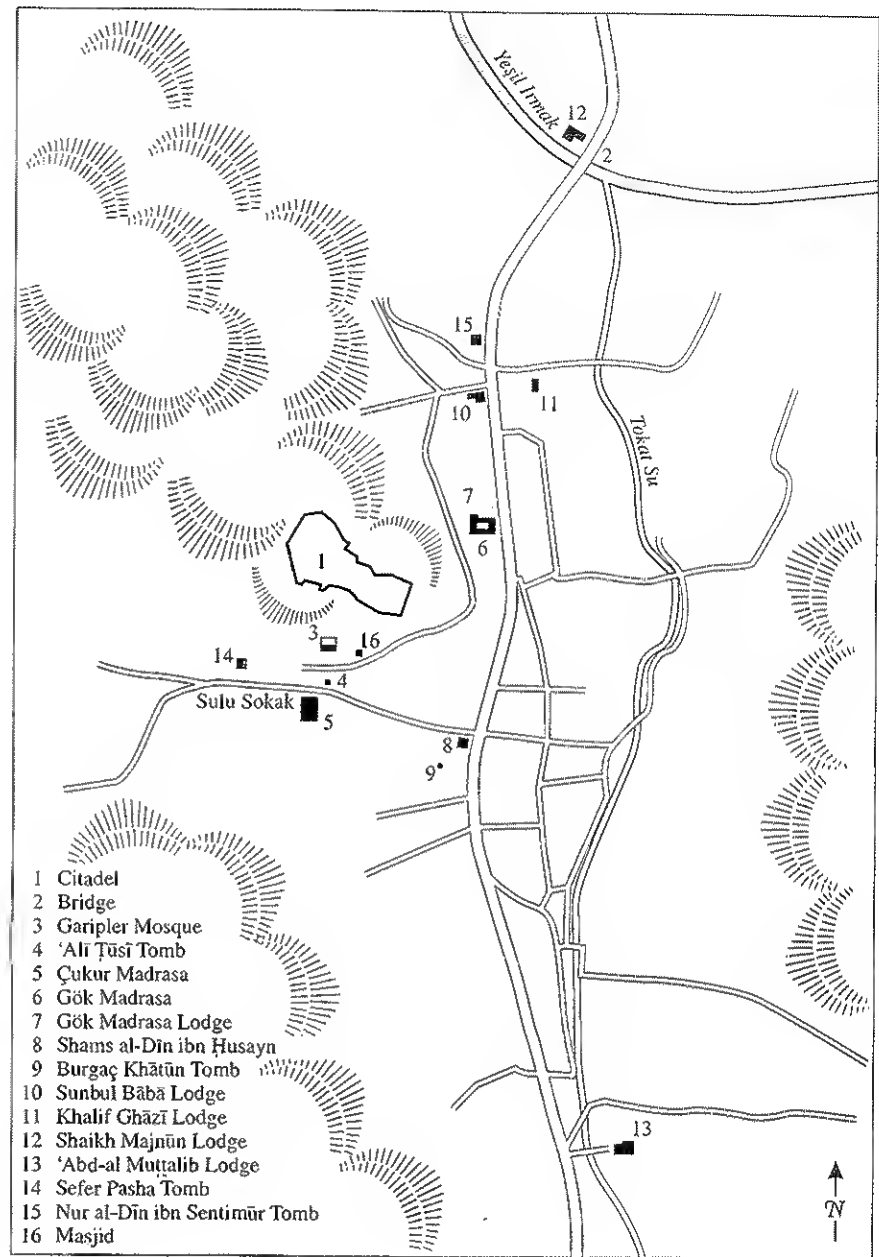 Yeşil Irmak
12
2
15
10
11
Tokat Su
7
6
1
3
16
14
4
Sulu Sokak
5
8
9
13
N
1 Citadel
2 Bridge
3 Garipler Mosque
4 ‘Alī Ṭūsī Tomb
5 Çukur Madrasa
6 Gök Madrasa
7 Gök Madrasa Lodge
8 Shams al-Dīn ibn Ḥusayn
9 Burgaç Khātūn Tomb
10 Sunbul Bābā Lodge
11 Khalif Ghāzī Lodge
12 Shaikh Majnūn Lodge
13 ‘Abd-al Muṭṭalib Lodge
14 Sefer Pasha Tomb
15 Nur al-Dīn ibn Sentimūr Tomb
16 Masjid